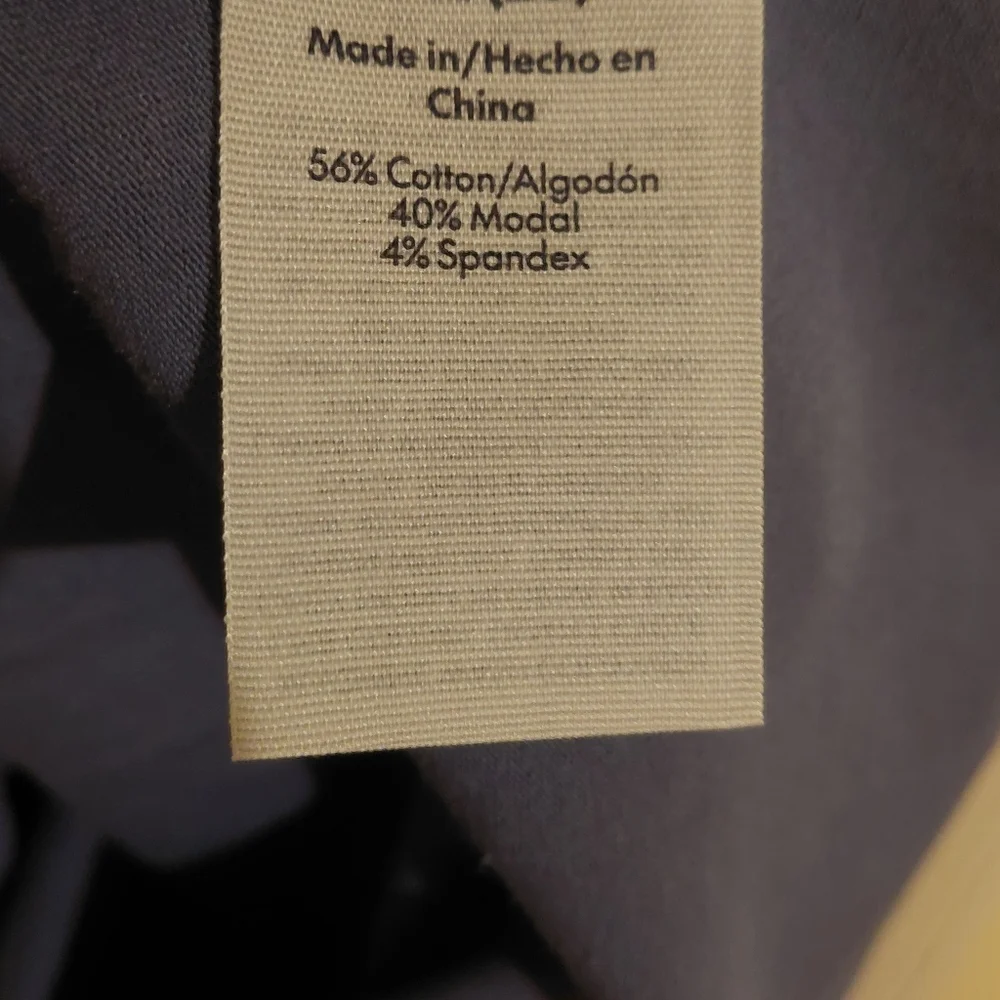 Made in/Hecho en
China
56% Cotton/Algodón
40% Modal
4% Spandex